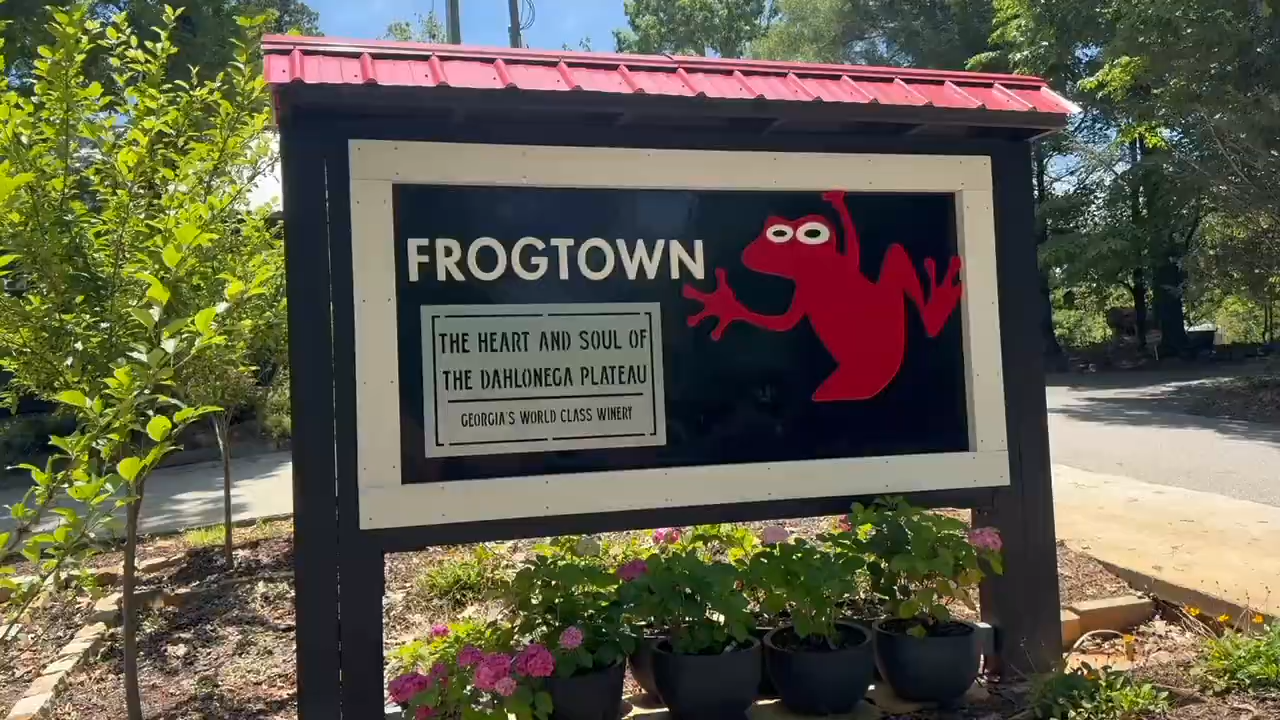 FROGTOWN
THE HEART AND SOUL OF
THE DAHLONEGA PLATEAU
GEORGIA'S WORLD CLASS WINERY